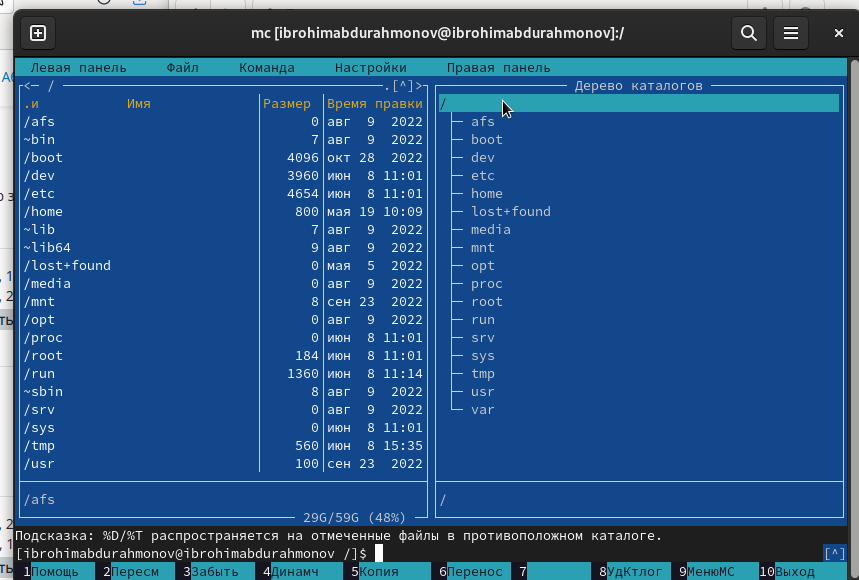 mc [ibrohimabdurahmonov@ibrohimabdurahmonov]:/
Левая панель Файл Команда Настройки Правая панель
<─ / .[^]>
.и Имя Размер Время правки
/afs 0 авг 9 2022
~bin 7 авг 9 2022
/boot 4096 окт 28 2022
/dev 3960 июн 8 11:01
/etc 4654 июн 8 11:01
/home 800 мая 19 10:09
~lib 7 авг 9 2022
~lib64 9 авг 9 2022
/lost+found 0 мая 5 2022
/media 0 авг 9 2022
/mnt 8 сен 23 2022
/opt 0 авг 9 2022
/proc 0 июн 8 11:01
/root 184 июн 8 11:01
/run 1360 июн 8 11:14
~sbin 8 авг 9 2022
/srv 0 авг 9 2022
/sys 0 июн 8 11:01
/tmp 560 июн 8 15:35
/usr 100 сен 23 2022
/afs
29G/59G (48%)
Дерево каталогов
/
afs
boot
dev
etc
home
lost+found
media
mnt
opt
proc
root
run
srv
sys
tmp
usr
var
/
Подсказка: %D/%T распространяется на отмеченные файлы в противоположном каталоге.
[ibrohimabdurahmonov@ibrohimabdurahmonov /]$ [^]
1Помощь 2Пересм 3Забыть 4Динамч 5Копия 6Перенос 7 8УдКтлог 9МенюMC 10Выход